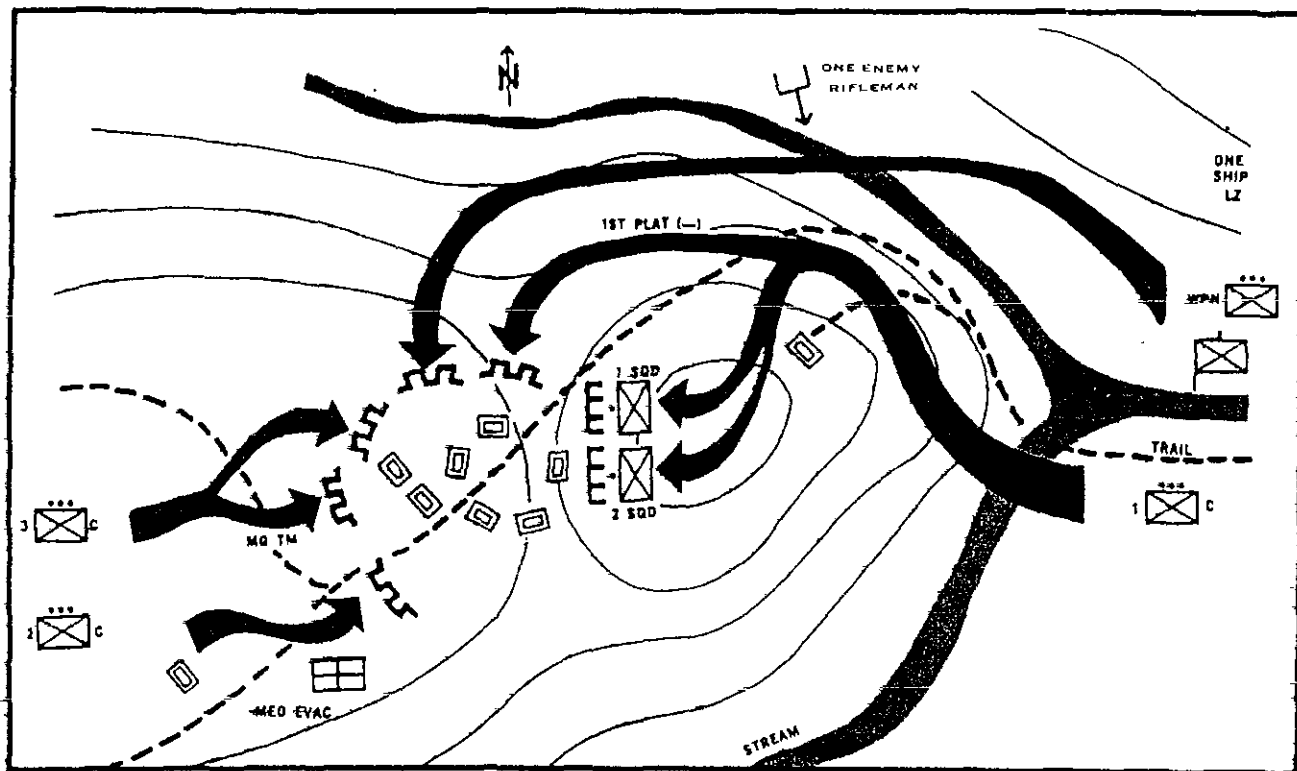 N
ONE ENEMY
RIFLEMAN
ONE
SHIP
LZ
1ST PLAT (—)
WPN
1 SQD
TRAIL
2 SQD
1 C
3 C
MG TM
2 C
MED EVAC
STREAM